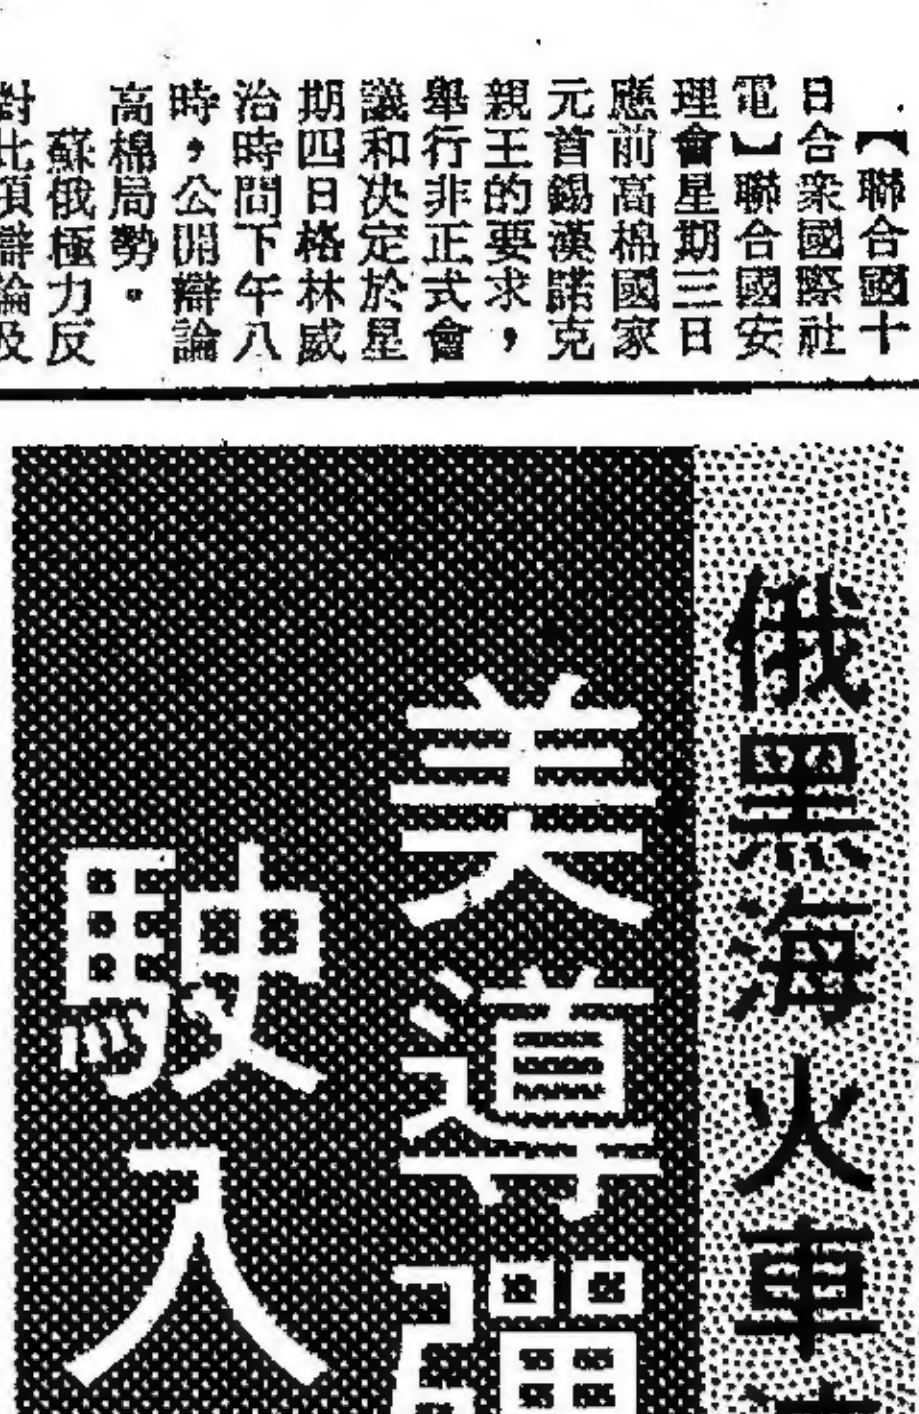 【聯合國十
日合衆國際社
電】聯合國安
理會星期三日
應前高棉國家
元首錫漢諾克
親王的要求，
舉行非正式會
議和決定於星
期四日格林威
治時間下午八
時，公開辯論
高棉局勢。
蘇俄極力反
對此項辯論及
俄黑海火車
美導彈
駛入